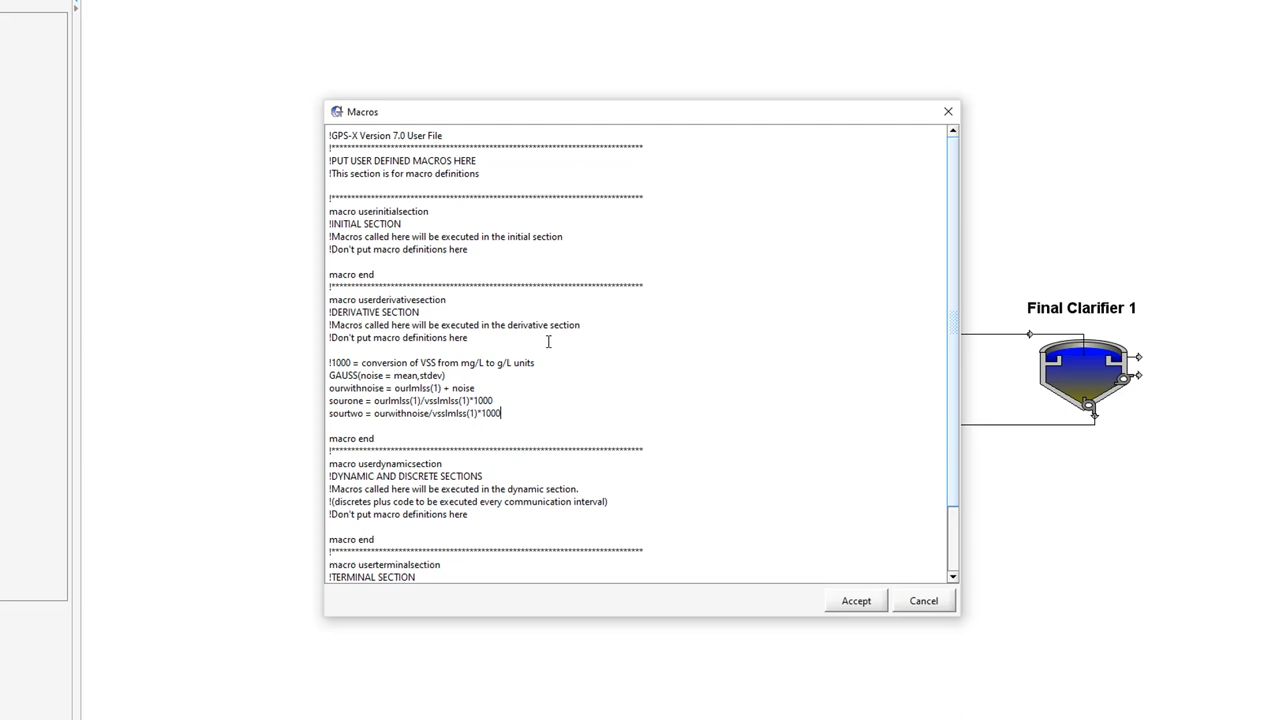 Macros
!GPS-X Version 7.0 User File
!******************************************************************************
!PUT USER DEFINED MACROS HERE
!This section is for macro definitions
!******************************************************************************
macro userinitialsection
!INITIAL SECTION
!Macros called here will be executed in the initial section
!Don't put macro definitions here
macro end
!******************************************************************************
macro userderivativesection
!DERIVATIVE SECTION
!Macros called here will be executed in the derivative section
!Don't put macro definitions here
!1000 = conversion of VSS from mg/L to g/L units
GAUSS(noise = mean,stdev)
ourwithnoise = ourlmlss(1) + noise
sourone = ourlmlss(1)/vsslmlss(1)*1000
sourtwo = ourwithnoise/vsslmlss(1)*1000
macro end
!******************************************************************************
macro userdynamicsection
!DYNAMIC AND DISCRETE SECTIONS
!Macros called here will be executed in the dynamic section.
!(discretes plus code to be executed every communication interval)
!Don't put macro definitions here
macro end
!******************************************************************************
macro userterminalsection
!TERMINAL SECTION
Accept
Cancel
Final Clarifier 1